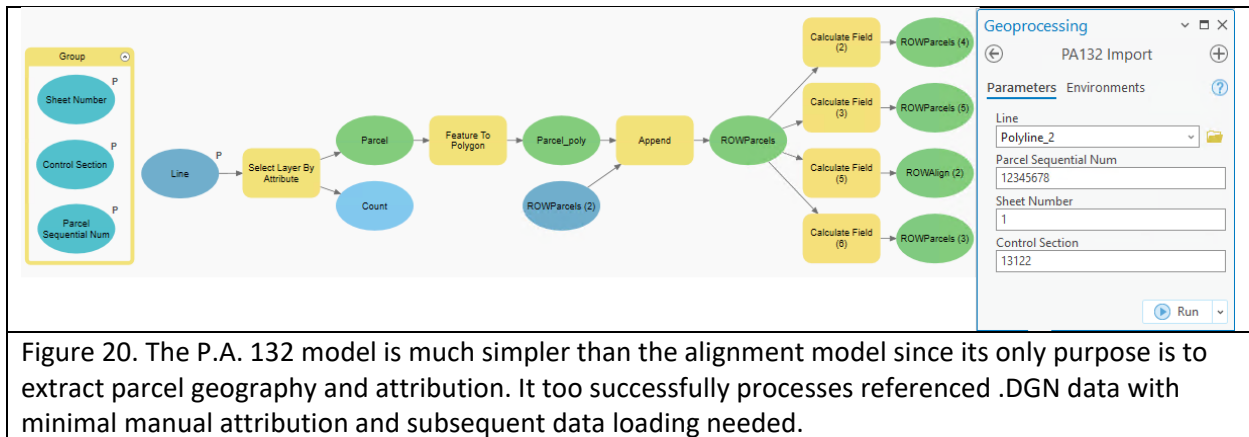 Group
P
Sheet Number
P
Control Section
P
Parcel
Sequential Num
P
Line
Select Layer By
Attribute
Parcel
Count
Feature To
Polygon
Parcel_poly
ROWParcels (2)
Append
ROWParcels
Calculate Field
(2)
ROWParcels (4)
Calculate Field
(3)
ROWParcels (5)
Calculate Field
(5)
ROWAlign (2)
Calculate Field
(6)
ROWParcels (3)
Geoprocessing
PA132 Import
Parameters Environments
?
Line
Polyline_2
Parcel Sequential Num
12345678
Sheet Number
1
Control Section
13122
Run
Figure 20. The P.A. 132 model is much simpler than the alignment model since its only purpose is to
extract parcel geography and attribution. It too successfully processes referenced .DGN data with
minimal manual attribution and subsequent data loading needed.